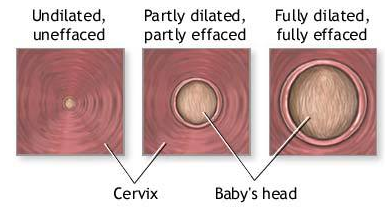 Undilated,
uneffaced
Partly dilated,
partly effaced
Fully dilated,
fully effaced
Cervix
Baby's head